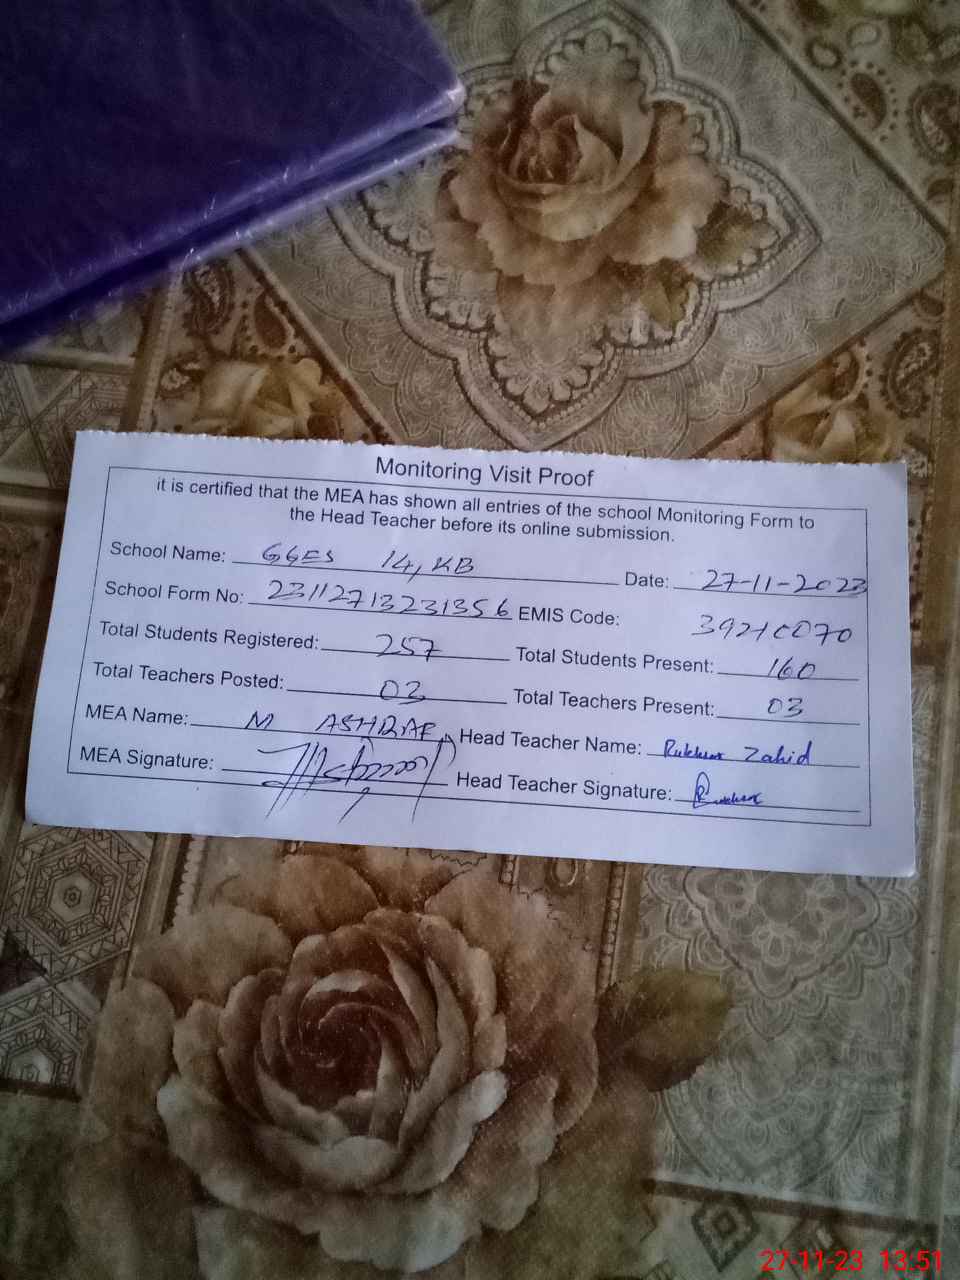 Monitoring Visit Proof
it is certified that the MEA has shown all entries of the school Monitoring Form to
the Head Teacher before its online submission.
School Name: GGES 14, KB Date: 27-11-2023
School Form No: 23112713231356 EMIS Code: 39210070
Total Students Registered: 257 Total Students Present: 160
Total Teachers Posted: 03 Total Teachers Present: 03
MEA Name: M ASHRAF Head Teacher Name: Zahid
MEA Signature: Head Teacher Signature:
27-11-23 13:51